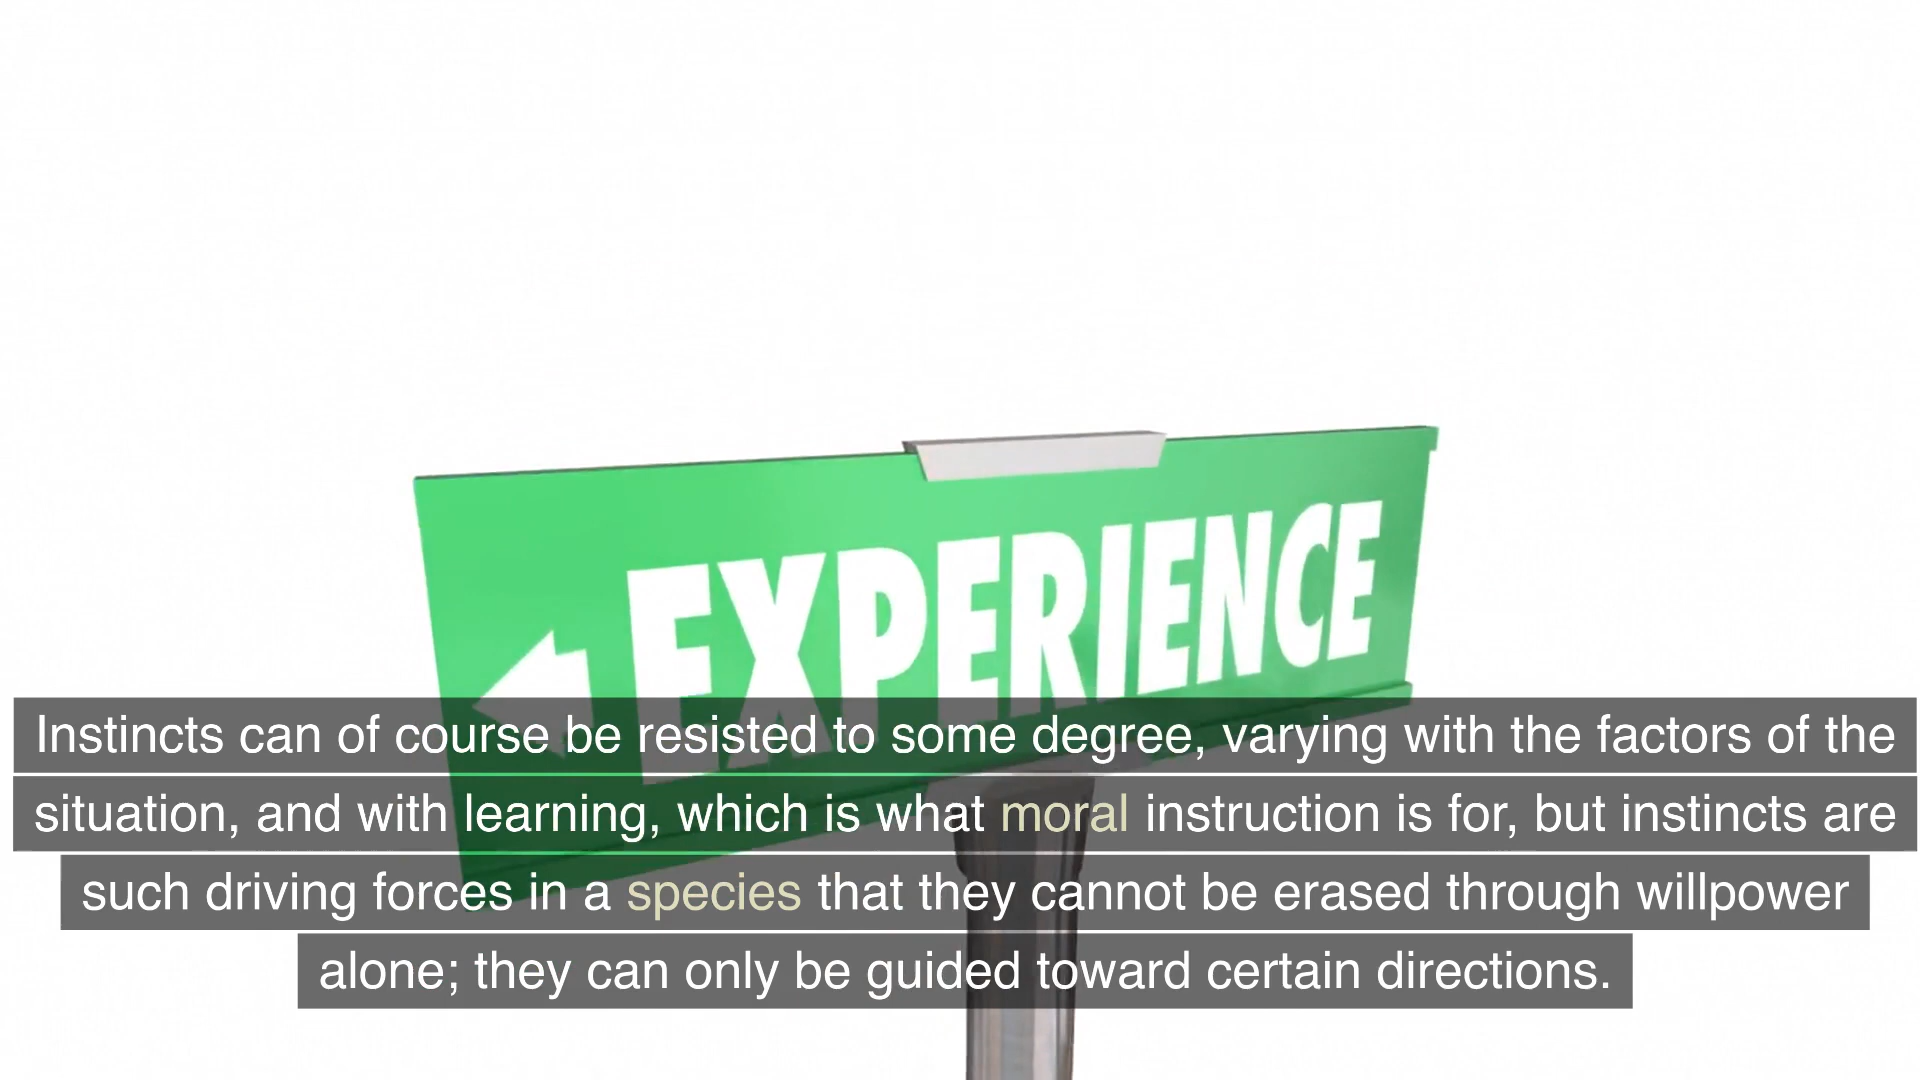 EXPERIENCE
Instincts can of course be resisted to some degree, varying with the factors of the
situation, and with learning, which is what moral instruction is for, but instincts are
such driving forces in a species that they cannot be erased through willpower
alone; they can only be guided toward certain directions.